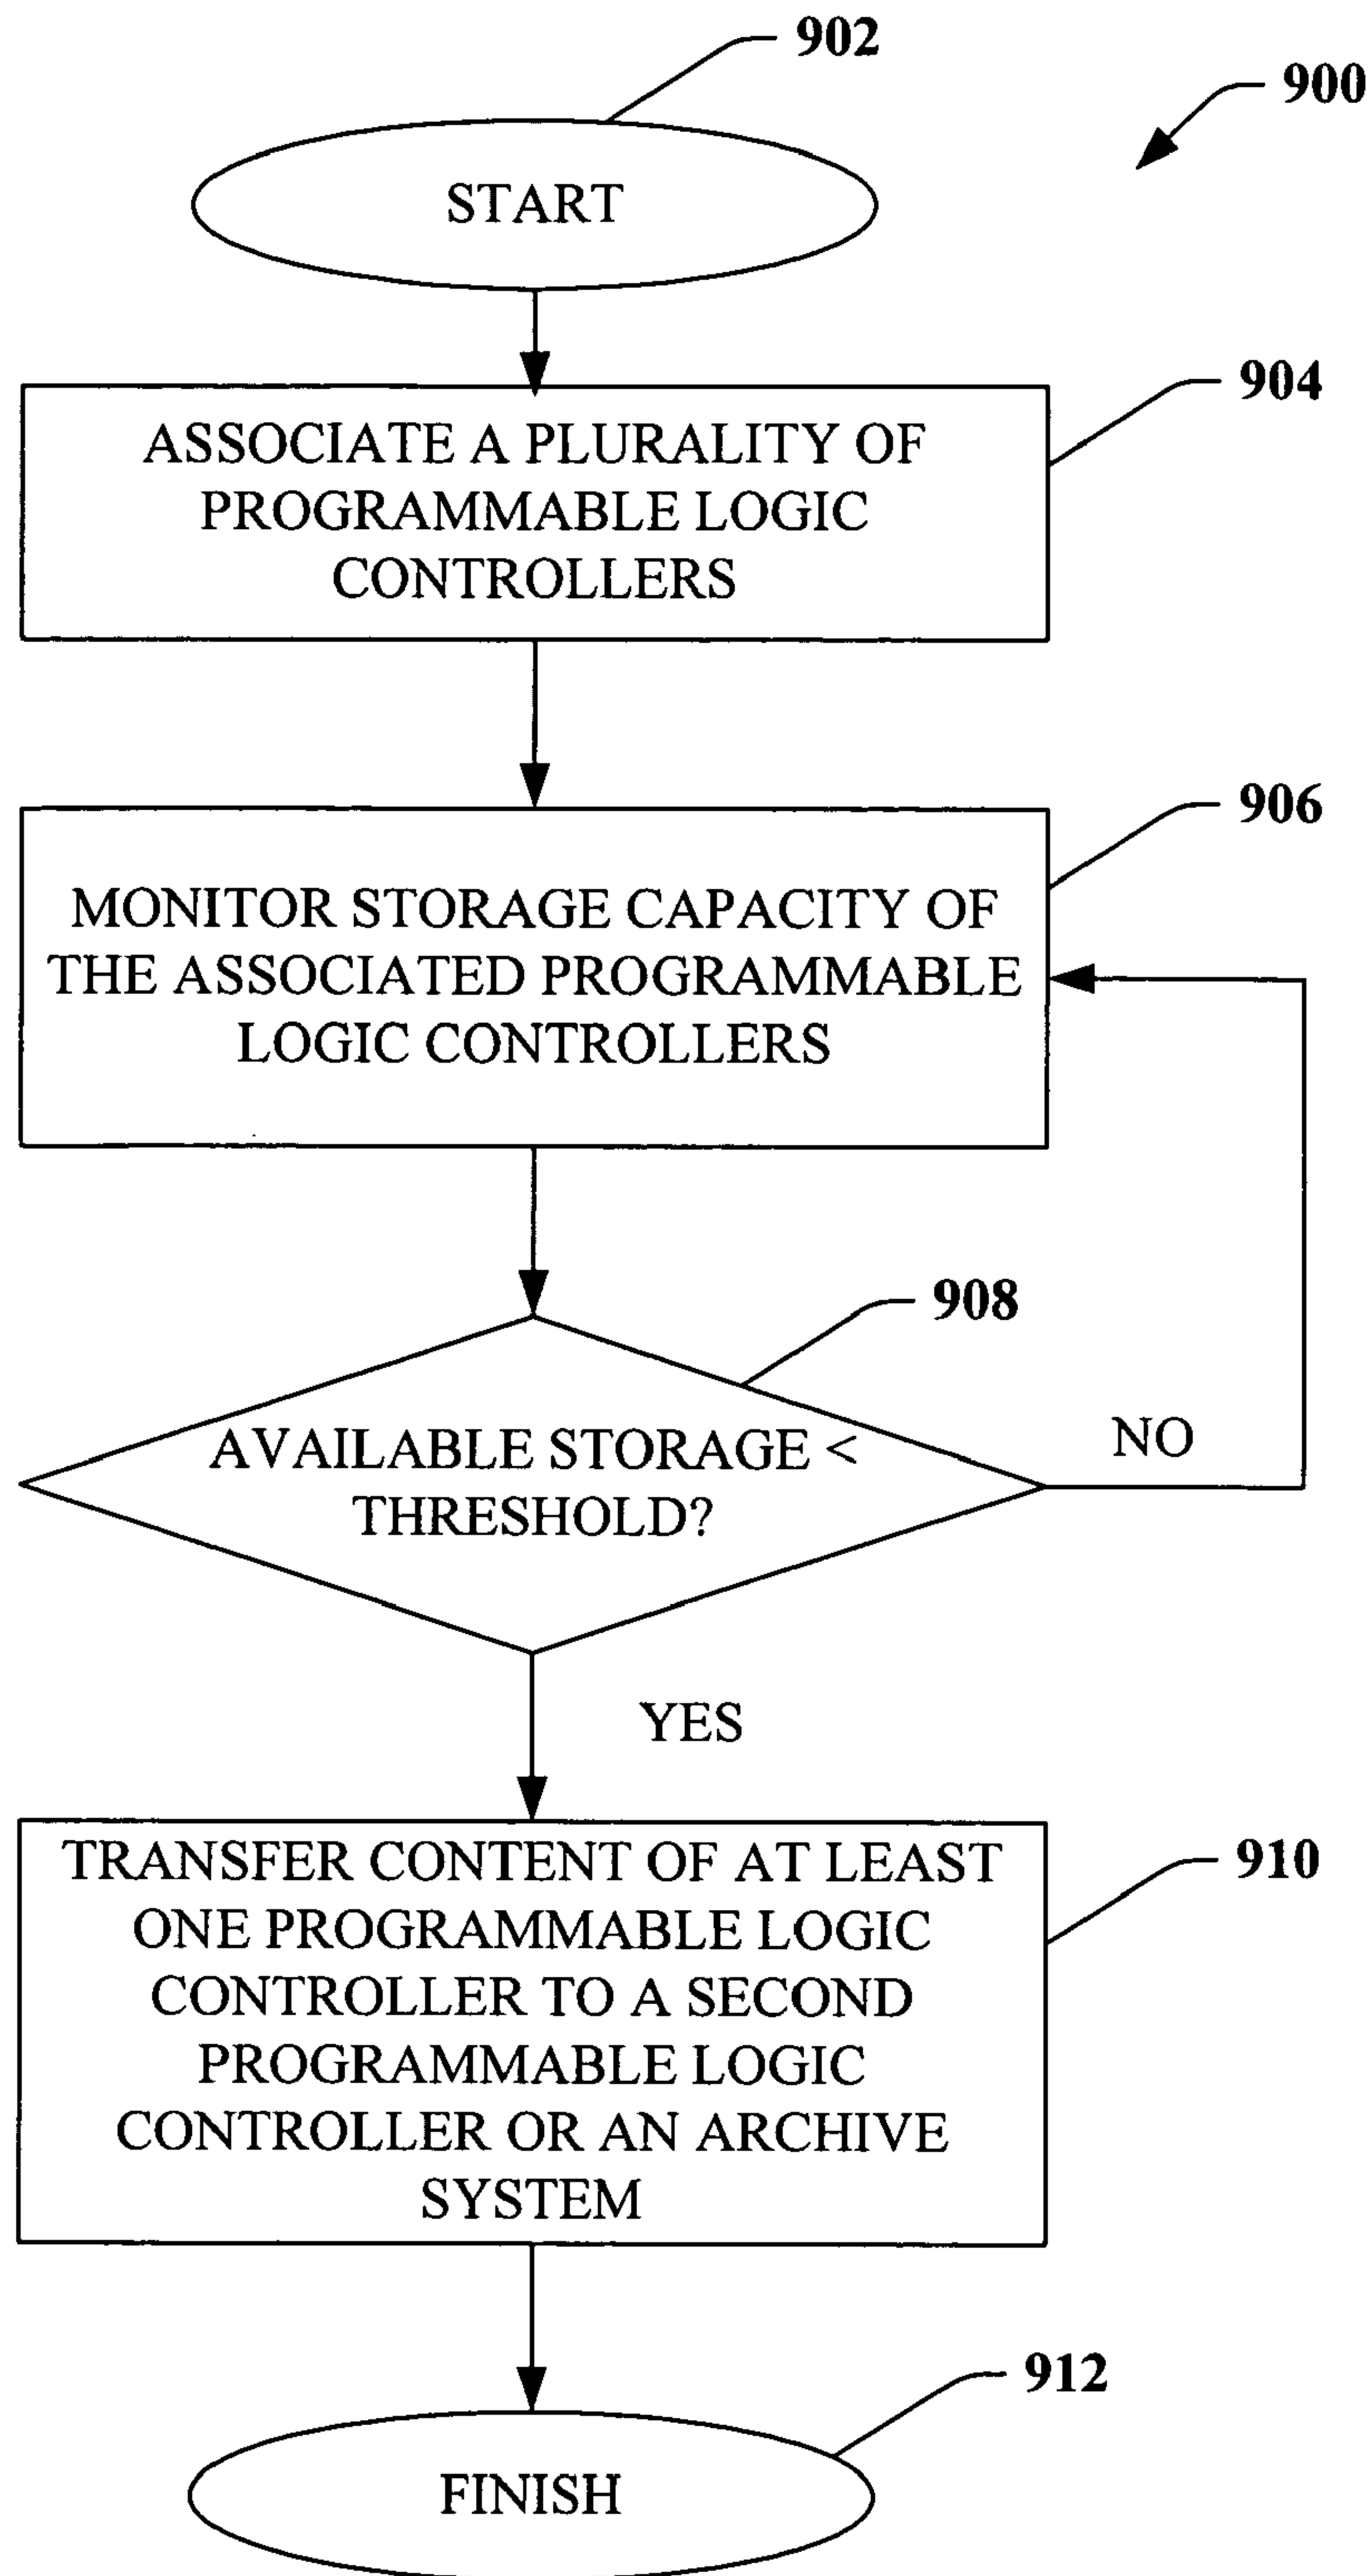 902
900
START
904
ASSOCIATE A PLURALITY OF
PROGRAMMABLE LOGIC
CONTROLLERS
906
MONITOR STORAGE CAPACITY OF
THE ASSOCIATED PROGRAMMABLE
LOGIC CONTROLLERS
908
AVAILABLE STORAGE <
THRESHOLD?
NO
YES
910
TRANSFER CONTENT OF AT LEAST
ONE PROGRAMMABLE LOGIC
CONTROLLER TO A SECOND
PROGRAMMABLE LOGIC
CONTROLLER OR AN ARCHIVE
SYSTEM
912
FINISH